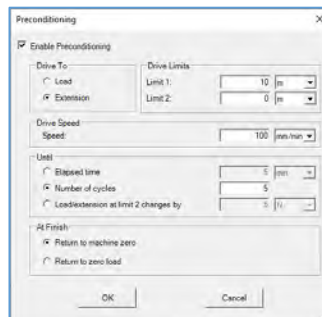 Preconditioning
Enable Preconditioning
Drive To
Load
Extension
Drive Limits
Limit 1: 10 m
Limit 2: 0 m
Drive Speed
Speed: 100 mm/min
Until
Elapsed time 5 min
Number of cycles 5
Load/extension at limit 2 changes by 5 N
At Finish
Return to machine zero
Return to zero load
OK Cancel